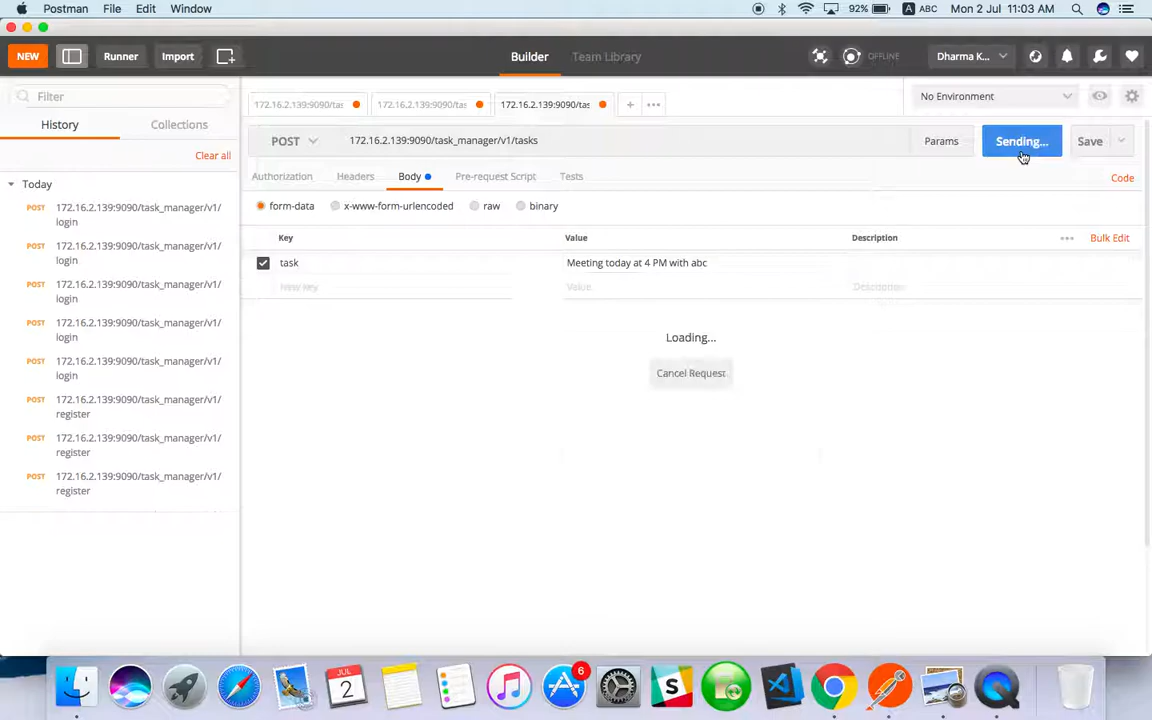 Postman File Edit Window 92% A ABC Mon 2 Jul 11:03 AM
NEW Runner Import Builder Team Library OFFLINE Dharma K...
Filter
172.16.2.139:9090/tas 172.16.2.139:9090/tas 172.16.2.139:9090/tas + ••• No Environment
History Collections
POST 172.16.2.139:9090/task_manager/v1/tasks Params Sending... Save
Clear all
Authorization Headers Body Pre-request Script Tests Code
Today
form-data x-www-form-urlencoded raw binary
POST 172.16.2.139:9090/task_manager/v1/
login
Key Value Description ••• Bulk Edit
POST 172.16.2.139:9090/task_manager/v1/
login
task Meeting today at 4 PM with abc
New key Value Description
POST 172.16.2.139:9090/task_manager/v1/
login
POST 172.16.2.139:9090/task_manager/v1/
login
Loading...
POST 172.16.2.139:9090/task_manager/v1/
login
Cancel Request
POST 172.16.2.139:9090/task_manager/v1/
register
POST 172.16.2.139:9090/task_manager/v1/
register
POST 172.16.2.139:9090/task_manager/v1/
register
JUL
2
6
S